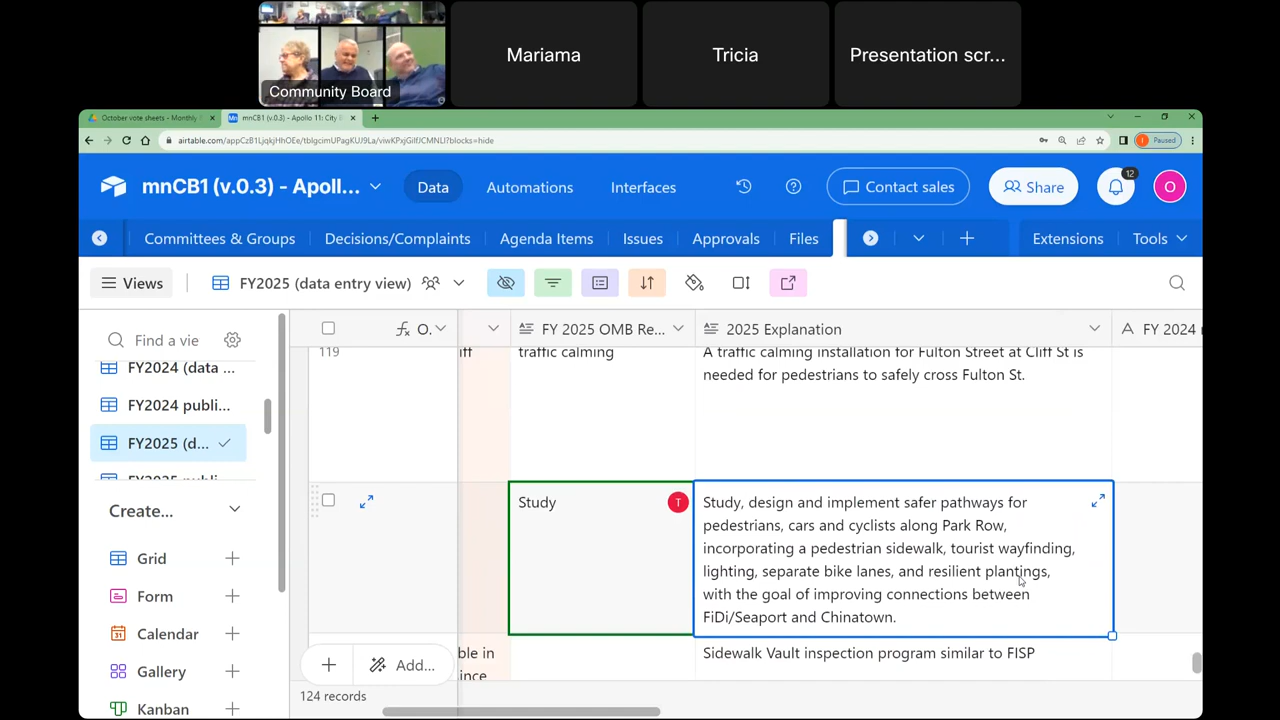 Community Board
Mariama
Tricia
Presentation scr...
October vote sheets - Monthly
mnCB1 (v.0.3) - Apollo 11: City B
airtable.com/appCzB1LjqkjHhOEe/tblgcimUPagKUJ9La/viwKPxjGilfJCMNLI?blocks=hide
Paused
mnCB1 (v.0.3) - Apoll...
Data
Automations
Interfaces
Contact sales
Share
12
O
Committees & Groups
Decisions/Complaints
Agenda Items
Issues
Approvals
Files
Extensions
Tools
Views
FY2025 (data entry view)
Find a vie
FY2024 (data ...
FY2024 publi...
FY2025 (d...
Create...
Grid
Form
Calendar
Gallery
Kanban
O.
FY 2025 OMB Re...
2025 Explanation
FY 2024 r
119
iff
traffic calming
A traffic calming installation for Fulton Street at Cliff St is
needed for pedestrians to safely cross Fulton St.
Study
T
Study, design and implement safer pathways for
pedestrians, cars and cyclists along Park Row,
incorporating a pedestrian sidewalk, tourist wayfinding,
lighting, separate bike lanes, and resilient plantings,
with the goal of improving connections between
FiDi/Seaport and Chinatown.
ble in
ince
Sidewalk Vault inspection program similar to FISP
Add...
124 records